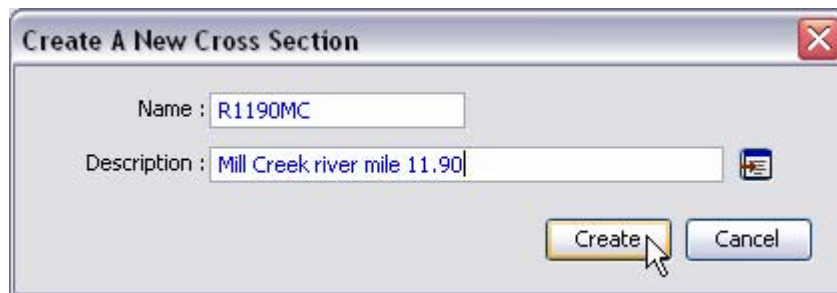 Create A New Cross Section
Name : R1190MC
Description : Mill Creek river mile 11.90
Create Cancel